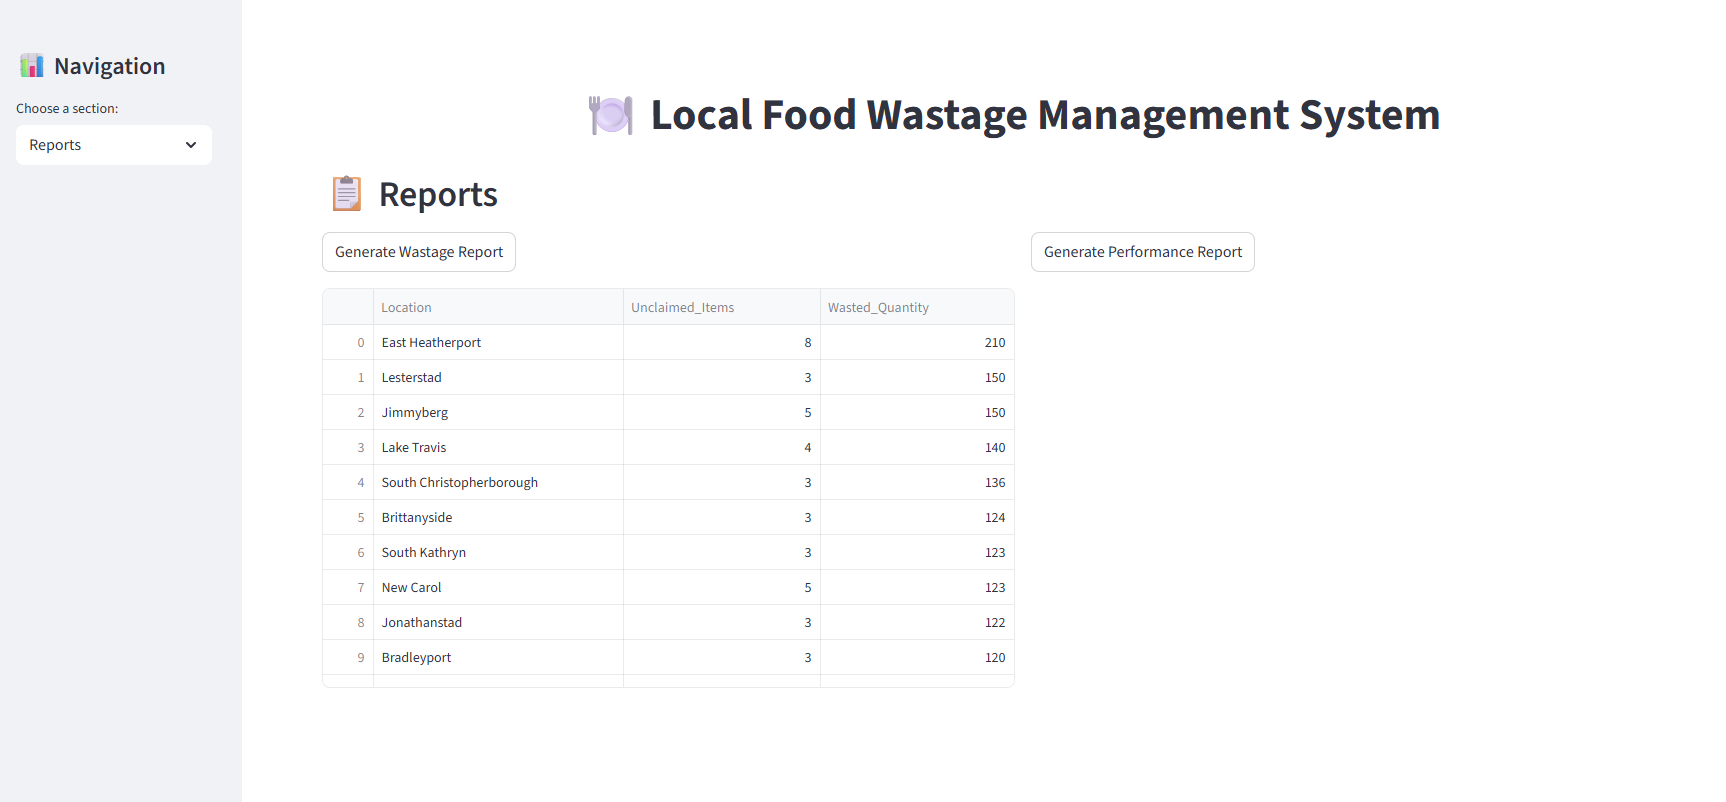 Navigation
Choose a section:
Reports
Local Food Wastage Management System
Reports
Generate Wastage Report
Generate Performance Report
Location Unclaimed_Items Wasted_Quantity
0 East Heatherport 8 210
1 Lesterstad 3 150
2 Jimmyberg 5 150
3 Lake Travis 4 140
4 South Christopherborough 3 136
5 Brittanyside 3 124
6 South Kathryn 3 123
7 New Carol 5 123
8 Jonathanstad 3 122
9 Bradleyport 3 120